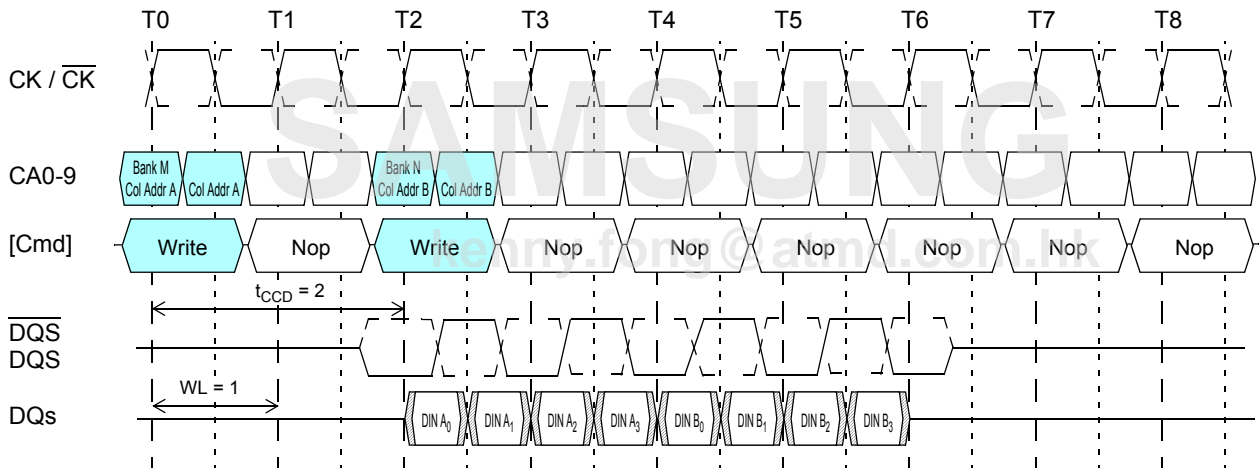 T0 T1 T2 T3 T4 T5 T6 T7 T8
CK / CK
SAMSUNG
CA0-9
Bank M
Col Addr A
Col Addr A
Bank N
Col Addr B
Col Addr B
[Cmd]
Write Nop Write Nop Nop Nop Nop Nop Nop
kenny.fong@atmd.com.hk
tCCD = 2
DQS
DQS
WL = 1
DQs
DIN A0 DIN A1 DIN A2 DIN A3 DIN B0 DIN B1 DIN B2 DIN B3